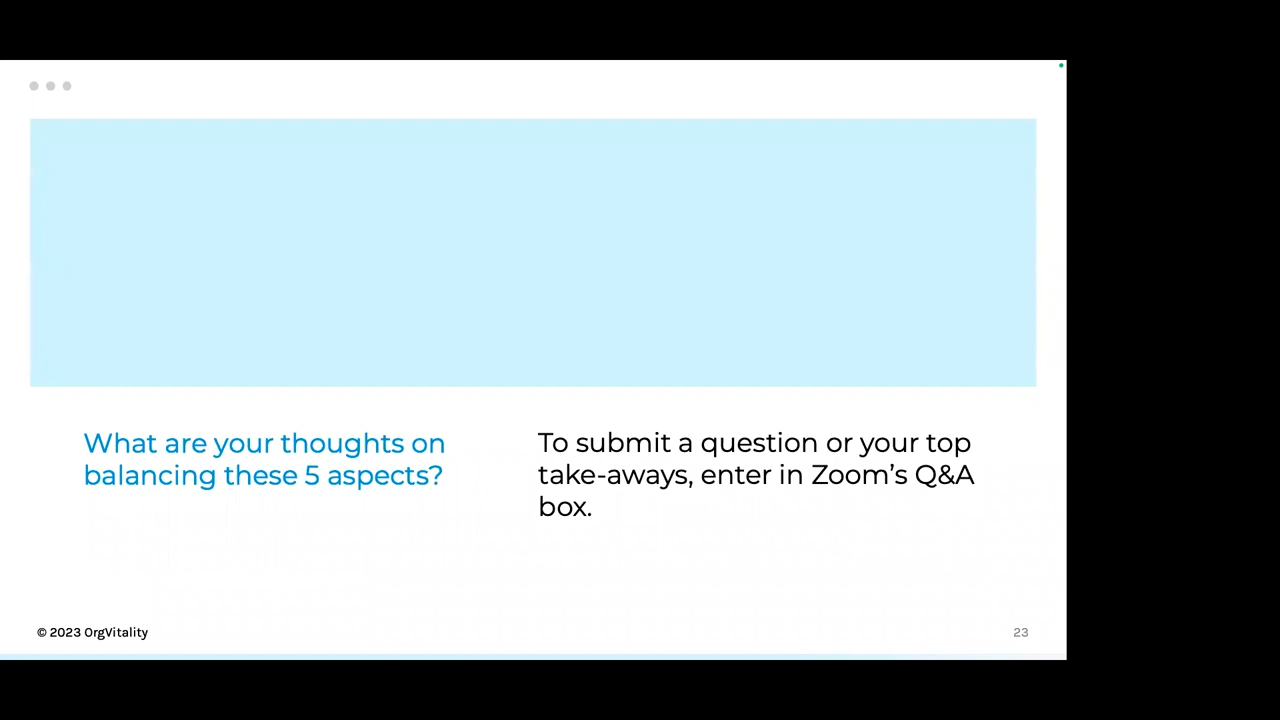 What are your thoughts on
balancing these 5 aspects?
To submit a question or your top
take-aways, enter in Zoom’s Q&A
box.
© 2023 OrgVitality
23